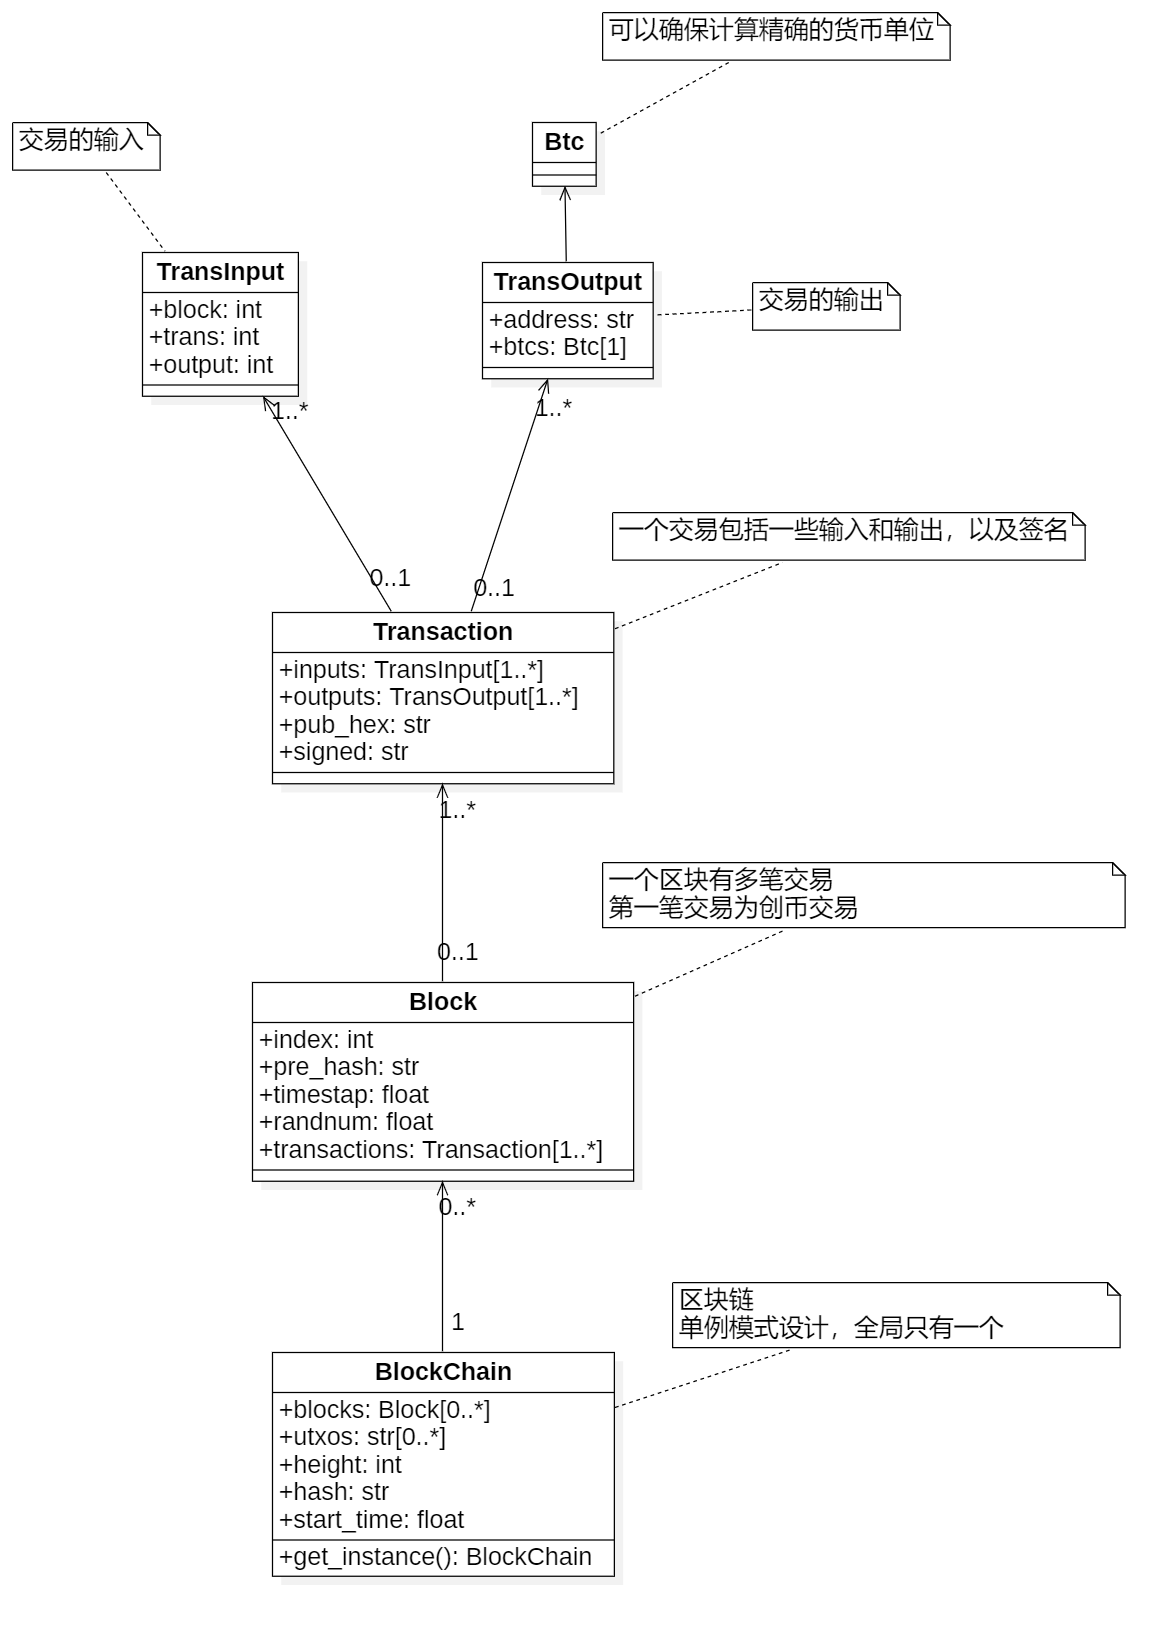 可以确保计算精确的货币单位
交易的输入
Btc
TransInput
+block: int
+trans: int
+output: int
TransOutput
+address: str
+btcs: Btc[1]
交易的输出
1..*
1..*
一个交易包括一些输入和输出，以及签名
0..1
0..1
Transaction
+inputs: TransInput[1..*]
+outputs: TransOutput[1..*]
+pub_hex: str
+signed: str
1..*
一个区块有多笔交易
第一笔交易为创币交易
0..1
Block
+index: int
+pre_hash: str
+timestap: float
+randnum: float
+transactions: Transaction[1..*]
0..*
区块链
单例模式设计，全局只有一个
1
BlockChain
+blocks: Block[0..*]
+utxos: str[0..*]
+height: int
+hash: str
+start_time: float
+get_instance(): BlockChain